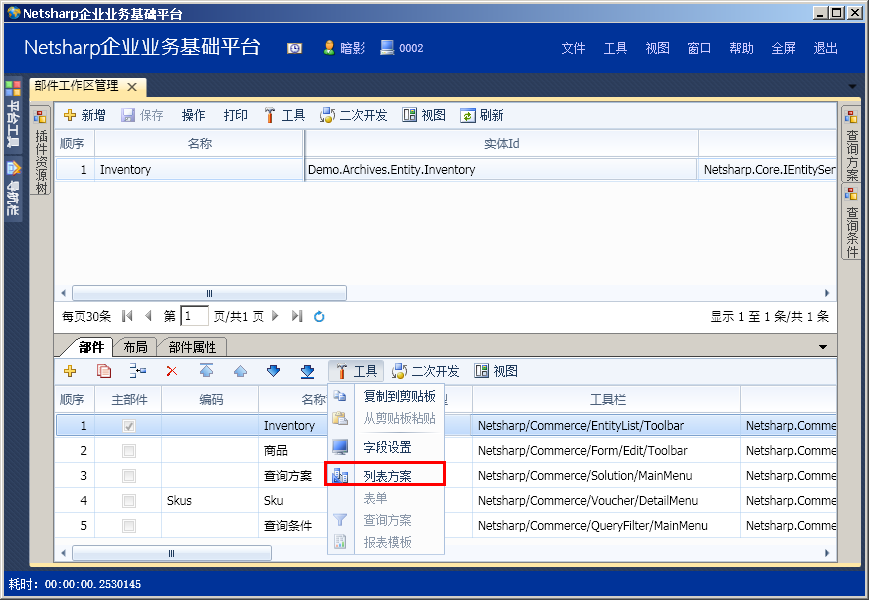 Netsharp企业业务基础平台
Netsharp企业业务基础平台 暗影 0002 文件 工具 视图 窗口 帮助 全屏 退出
平台工具
导航栏
部件工作区管理
插件资源树
新增 保存 操作 打印 工具 二次开发 视图 刷新
顺序 名称 实体Id
1 Inventory Demo.Archives.Entity.Inventory Netsharp.Core.IEntitySer
查询方案
查询条件
每页30条 第 1 页/共1 页 显示 1 至 1 条/共 1 条
部件 布局 部件属性
工具 二次开发 视图
顺序 主部件 编码 名称 型 工具栏
1 Inventory Netsharp/Commerce/EntityList/Toolbar Netsharp.Comme
2 商品 Netsharp/Commerce/Form/Edit/Toolbar Netsharp.Comme
3 查询方案 Netsharp/Commerce/Solution/MainMenu Netsharp.Comme
4 Skus Sku Netsharp/Commerce/Voucher/DetailMenu Netsharp.Comme
5 查询条件 Netsharp/Commerce/QueryFilter/MainMenu Netsharp.Comme
复制到剪贴板
从剪贴板粘贴
字段设置
列表方案
表单
查询方案
报表模板
耗时: 00:00:00.2530145